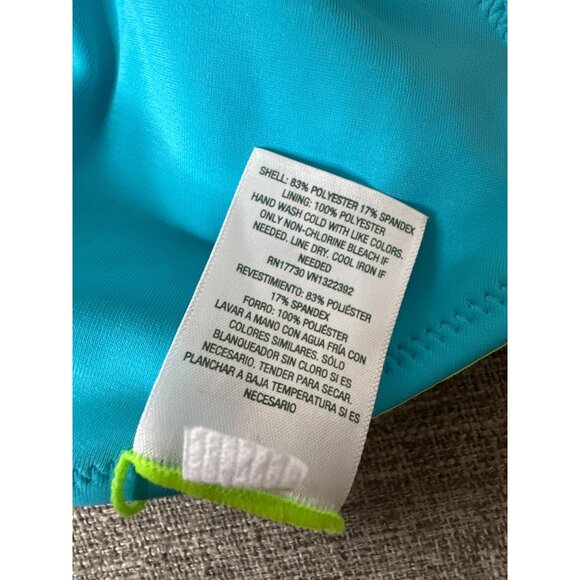 SHELL: 83% POLYESTER 17% SPANDEX
LINING: 100% POLYESTER
HAND WASH COLD WITH LIKE COLORS.
ONLY NON-CHLORINE BLEACH IF
NEEDED. LINE DRY. COOL IRON IF
NEEDED
RN17730 VN1322392
REVESTIMIENTO: 83% POLIÉSTER
17% SPANDEX
FORRO: 100% POLIÉSTER
LAVAR A MANO CON AGUA FRÍA CON
COLORES SIMILARES. SÓLO
BLANQUEADOR SIN CLORO SI ES
NECESARIO. TENDER PARA SECAR.
PLANCHAR A BAJA TEMPERATURA SI ES
NECESARIO